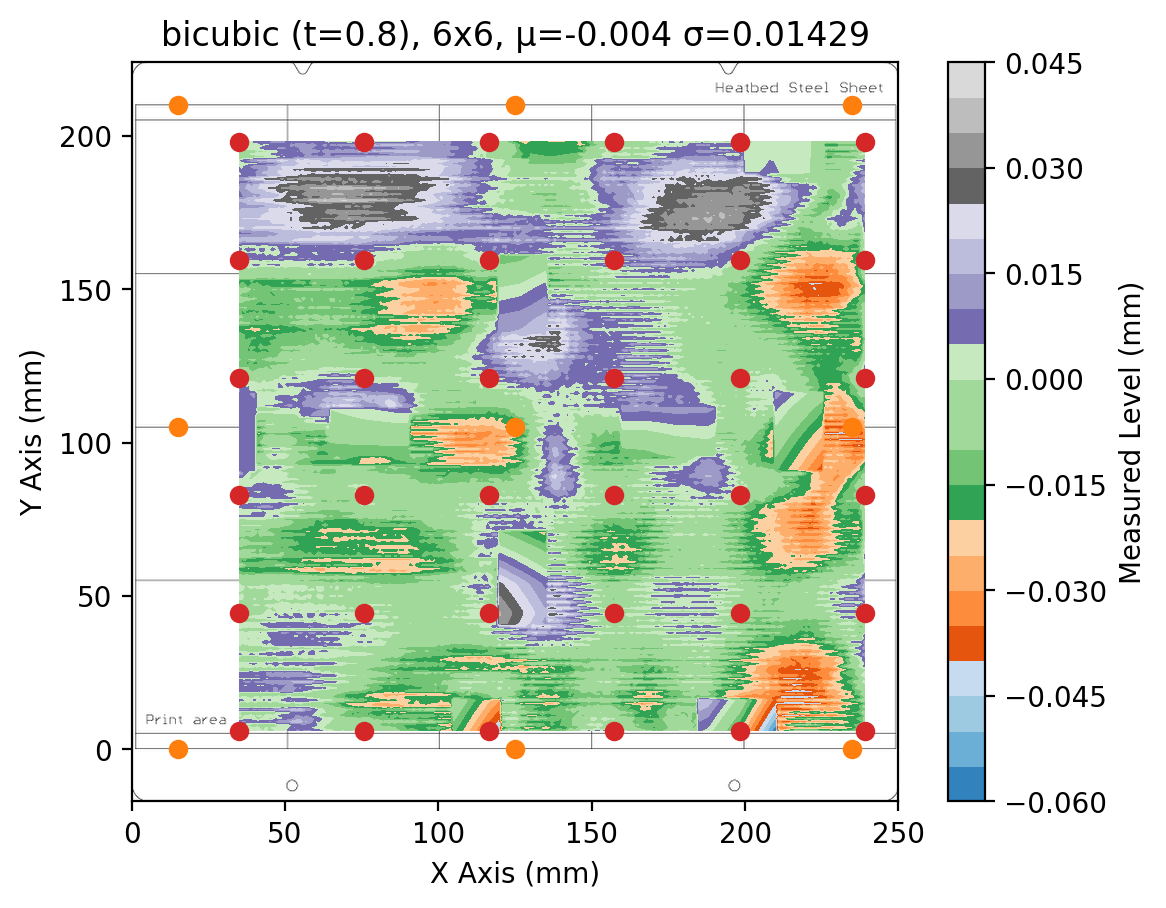 bicubic (t=0.8), 6x6, μ=-0.004 σ=0.01429
Heatbed Steel Sheet
Print area
200
150
100
50
0
Y Axis (mm)
0 50 100 150 200 250
X Axis (mm)
0.045
0.030
0.015
0.000
−0.015
−0.030
−0.045
−0.060
Measured Level (mm)